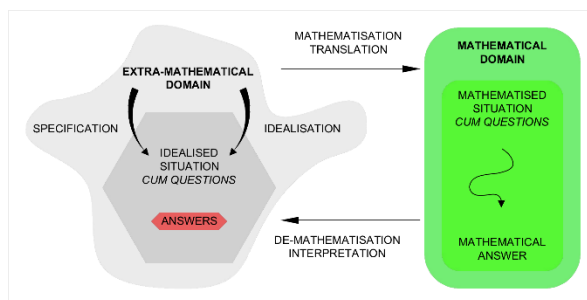 MATHEMATISATION
TRANSLATION
MATHEMATICAL
DOMAIN
EXTRA-MATHEMATICAL
DOMAIN
SPECIFICATION
IDEALISATION
IDEALISED
SITUATION
CUM QUESTIONS
ANSWERS
MATHEMATISED
SITUATION
CUM QUESTIONS
DE-MATHEMATISATION
INTERPRETATION
MATHEMATICAL
ANSWER